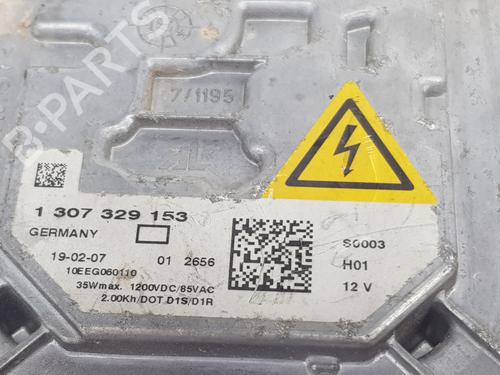 B-PARTS
7/1195
1 307 329 153
GERMANY
19-02-07 01 2656
10EEG060110
35Wmax. 1200VDC/85VAC
2.00Kh/DOT D1S/D1R
S0003
H01
12 V